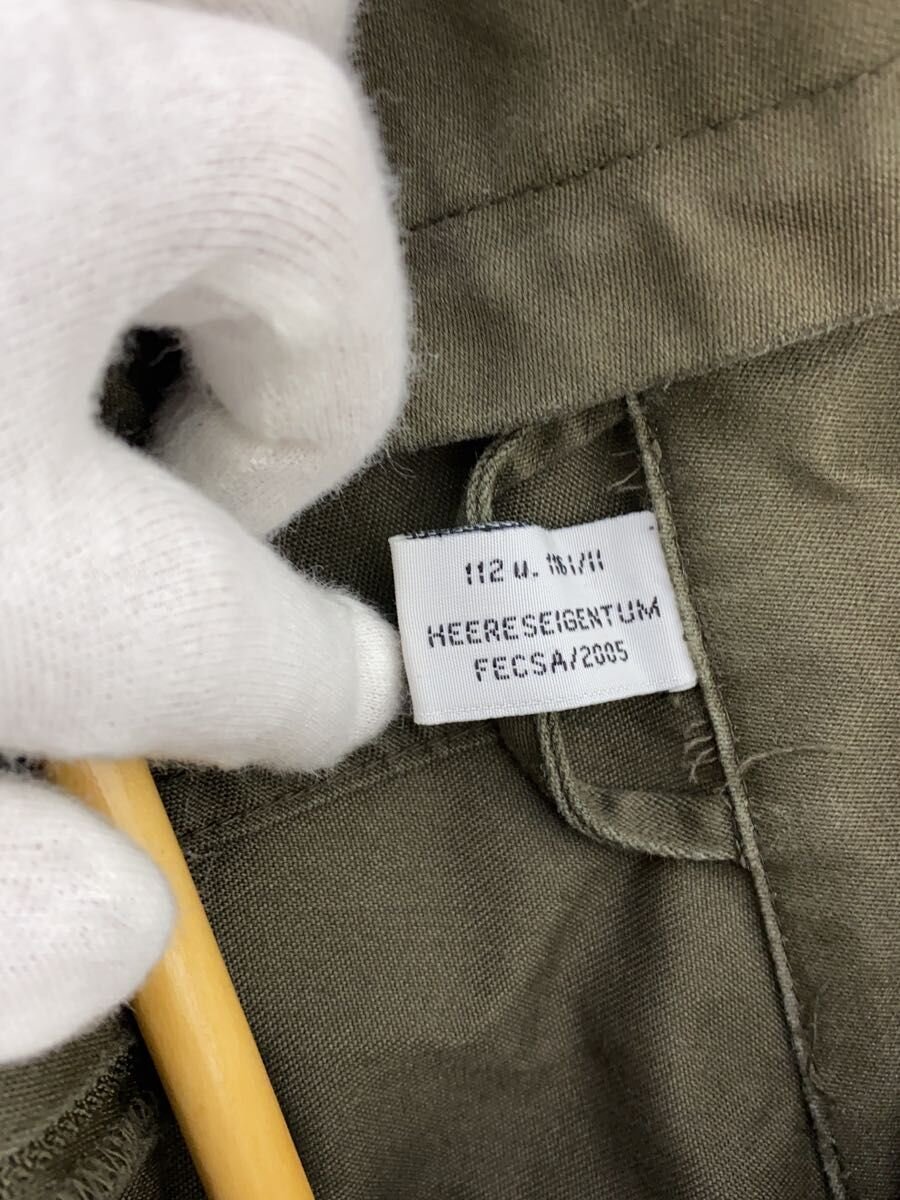 112 u.
HEERESEIGENTUM
FECSA/2005